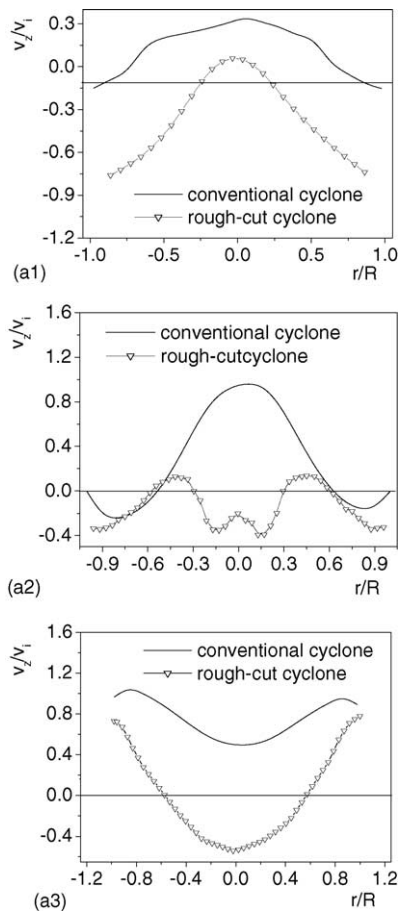 v_z/v_i
0.3
0.0
-0.3
-0.6
-0.9
-1.2
conventional cyclone
rough-cut cyclone
-1.0
-0.5
0.0
0.5
1.0
r/R
(a1)
v_z/v_i
1.6
1.2
0.8
0.4
0.0
-0.4
conventional cyclone
rough-cutcyclone
-0.9
-0.6
-0.3
0.0
0.3
0.6
0.9
r/R
(a2)
v_z/v_i
1.6
1.2
0.8
0.4
0.0
-0.4
conventional cyclone
rough-cut cyclone
-1.2
-0.8
-0.4
0.0
0.4
0.8
1.2
r/R
(a3)